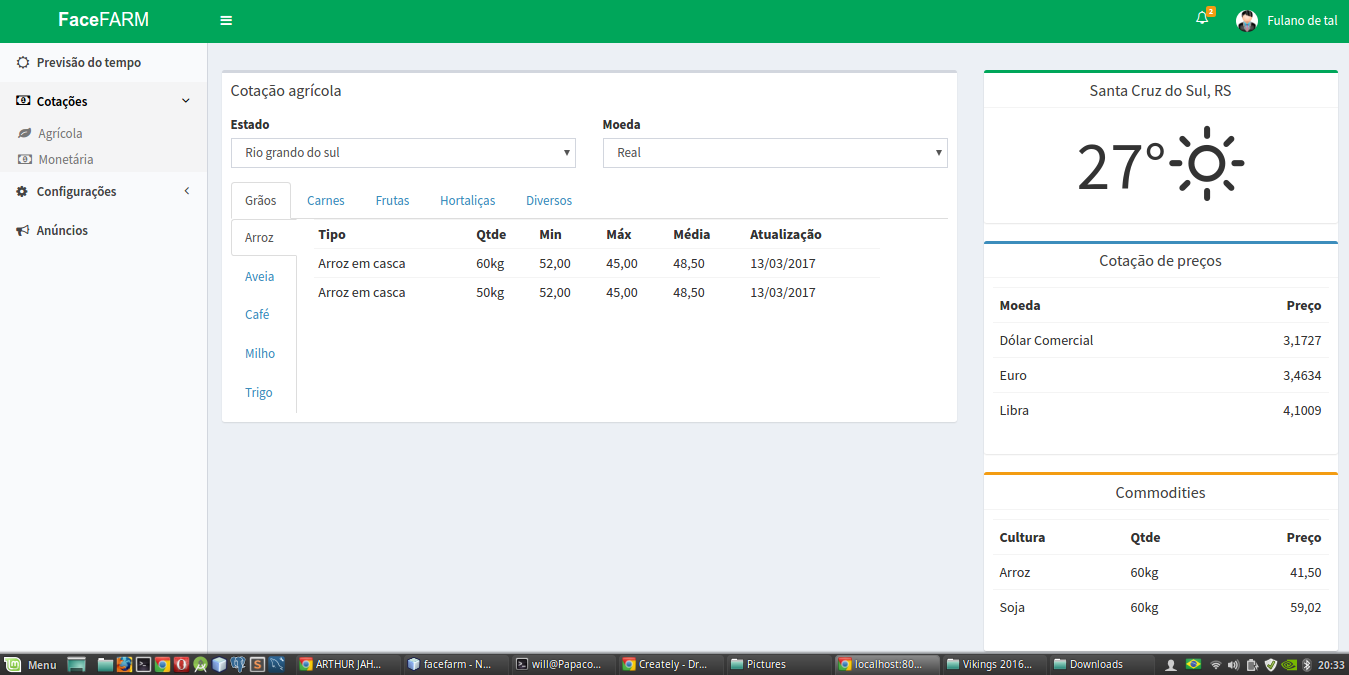 FaceFARM
2
Fulano de tal
Previsão do tempo
Cotações
Agrícola
Monetária
Configurações
Anúncios
Cotação agrícola
Estado Moeda
Rio grando do sul Real
Grãos Carnes Frutas Hortaliças Diversos
Arroz
Aveia
Café
Milho
Trigo
Tipo Qtde Min Máx Média Atualização
Arroz em casca 60kg 52,00 45,00 48,50 13/03/2017
Arroz em casca 50kg 52,00 45,00 48,50 13/03/2017
Santa Cruz do Sul, RS
27°
Cotação de preços
Moeda Preço
Dólar Comercial 3,1727
Euro 3,4634
Libra 4,1009
Commodities
Cultura Qtde Preço
Arroz 60kg 41,50
Soja 60kg 59,02
Menu ARTHUR JAH... facefarm - N... will@Papaco... Creately - Dr... Pictures localhost:80... Vikings 2016... Downloads 20:33